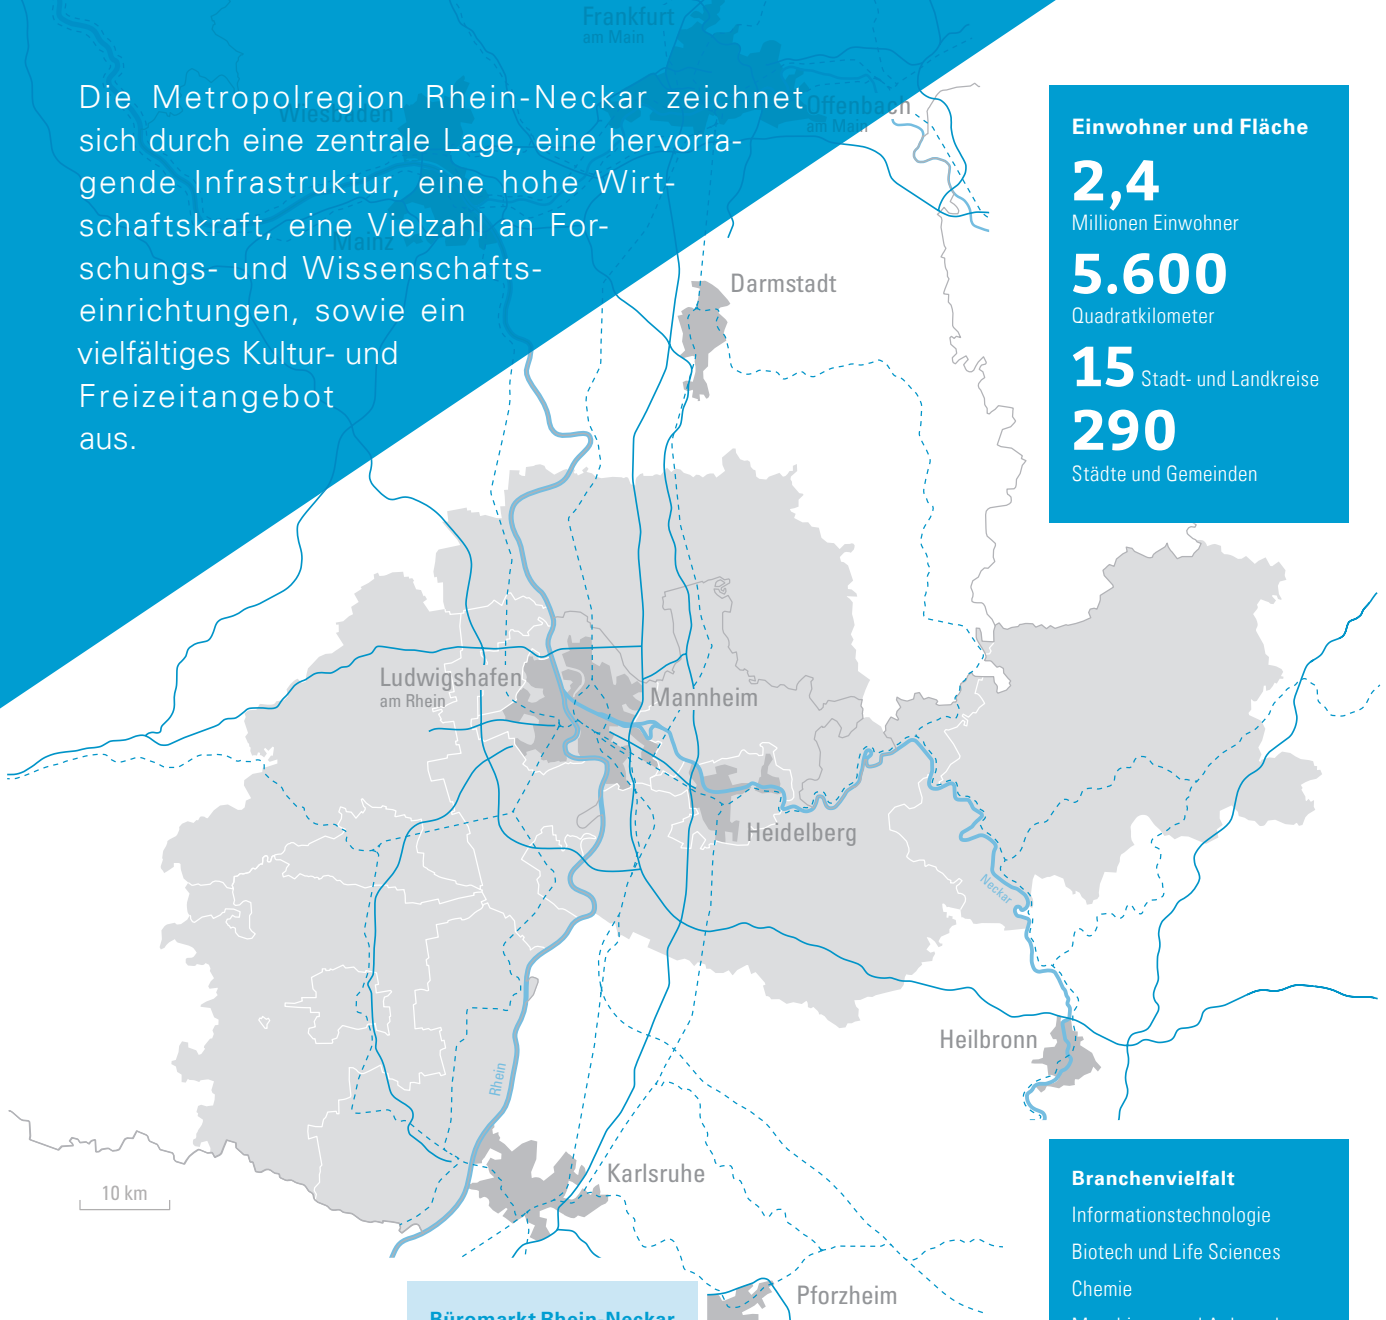 Frankfurt
am Main
Die Metropolregion Rhein-Neckar zeichnet
sich durch eine zentrale Lage, eine hervorra-
gende Infrastruktur, eine hohe Wirt-
schaftskraft, eine Vielzahl an For-
schungs- und Wissenschafts-
einrichtungen, sowie ein
vielfältiges Kultur- und
Freizeitangebot
aus.
Wiesbaden
Offenbach
am Main
Mainz
Darmstadt
Einwohner und Fläche
2,4
Millionen Einwohner
5.600
Quadratkilometer
15 Stadt- und Landkreise
290
Städte und Gemeinden
Ludwigshafen
am Rhein
Mannheim
Heidelberg
Neckar
Heilbronn
Rhein
Karlsruhe
10 km
Pforzheim
Branchenvielfalt
Informationstechnologie
Biotech und Life Sciences
Chemie
Büromarkt Rhein-Neckar